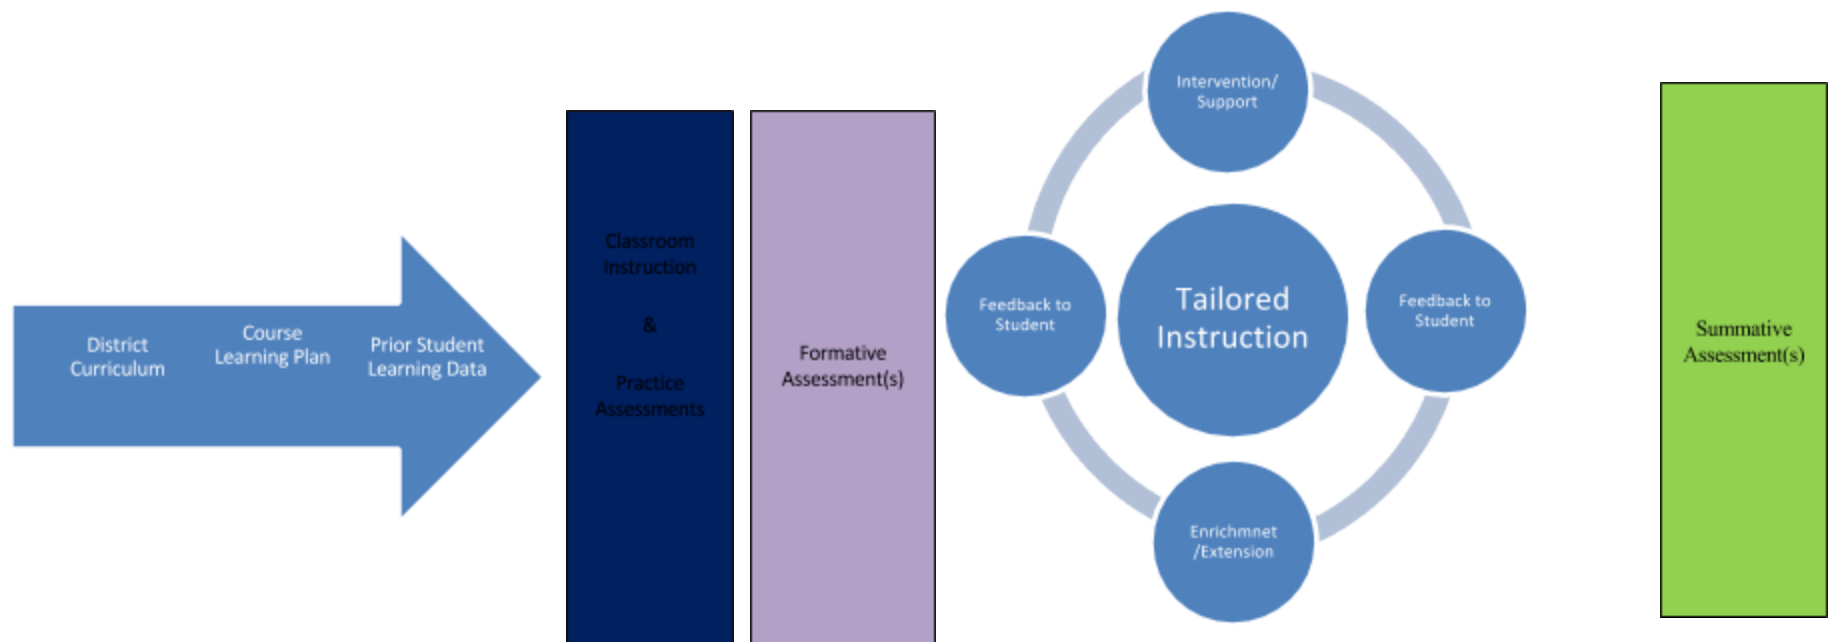 District
Curriculum
Course
Learning Plan
Prior Student
Learning Data
Classroom
Instruction
&
Practice
Assessments
Formative
Assessment(s)
Intervention/
Support
Feedback to
Student
Tailored
Instruction
Feedback to
Student
Enrichmnet
/Extension
Summative
Assessment(s)